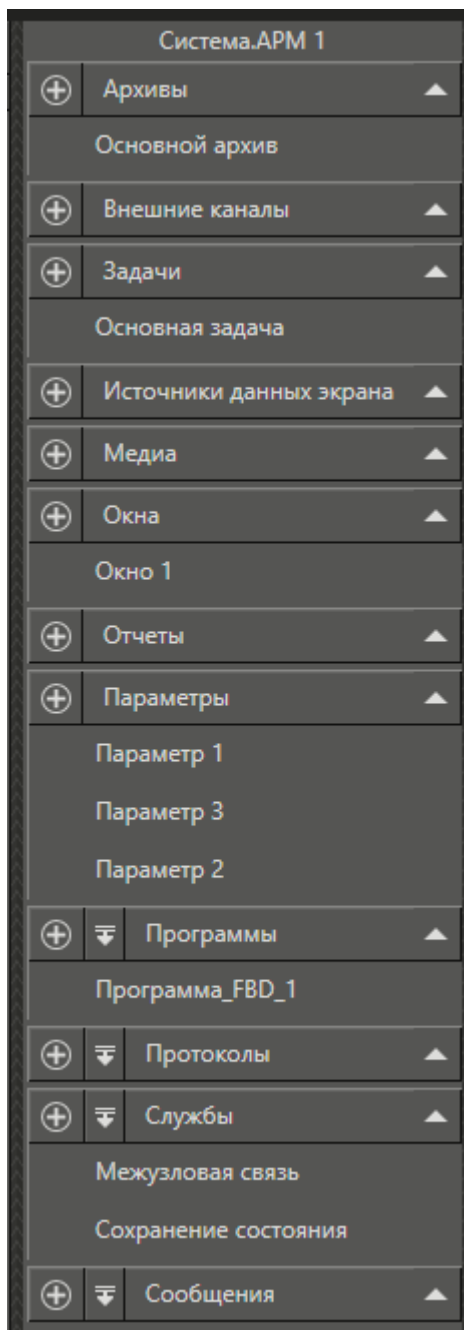 Система.АРМ 1
Архивы
Основной архив
Внешние каналы
Задачи
Основная задача
Источники данных экрана
Медиа
Окна
Окно 1
Отчеты
Параметры
Параметр 1
Параметр 3
Параметр 2
Программы
Программа_FBD_1
Протоколы
Службы
Межузловая связь
Сохранение состояния
Сообщения